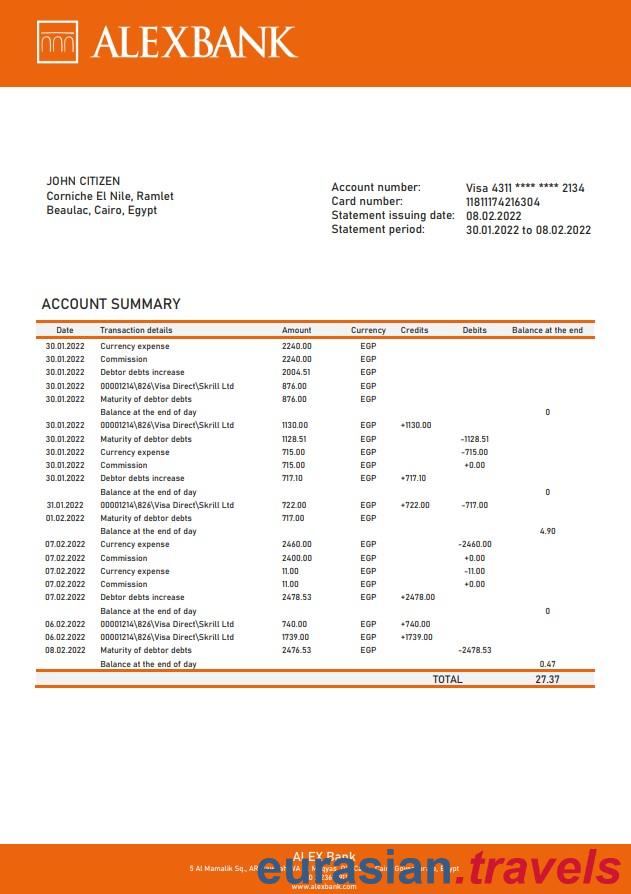 ALEXBANK
JOHN CITIZEN
Corniche El Nile, Ramlet
Beaulac, Cairo, Egypt
Account number: Visa 4311 **** **** 2134
Card number: 11811174216304
Statement issuing date: 08.02.2022
Statement period: 30.01.2022 to 08.02.2022
ACCOUNT SUMMARY
Date Transaction details Amount Currency Credits Debits Balance at the end
30.01.2022 Currency expense 2240.00 EGP
30.01.2022 Commission 2240.00 EGP
30.01.2022 Debtor debts increase 2004.51 EGP
30.01.2022 00001214\826\Visa Direct\Skrill Ltd 876.00 EGP
30.01.2022 Maturity of debtor debts 876.00 EGP
Balance at the end of day 0
30.01.2022 00001214\826\Visa Direct\Skrill Ltd 1130.00 EGP +1130.00
30.01.2022 Maturity of debtor debts 1128.51 EGP -1128.51
30.01.2022 Currency expense 715.00 EGP -715.00
30.01.2022 Commission 715.00 EGP +0.00
30.01.2022 Debtor debts increase 717.10 EGP +717.10
Balance at the end of day 0
31.01.2022 00001214\826\Visa Direct\Skrill Ltd 722.00 EGP +722.00 -717.00
01.02.2022 Maturity of debtor debts 717.00 EGP
Balance at the end of day 4.90
07.02.2022 Currency expense 2460.00 EGP -2460.00
07.02.2022 Commission 2400.00 EGP +0.00
07.02.2022 Currency expense 11.00 EGP -11.00
07.02.2022 Commission 11.00 EGP +0.00
07.02.2022 Debtor debts increase 2478.53 EGP +2478.00
Balance at the end of day 0
06.02.2022 00001214\826\Visa Direct\Skrill Ltd 740.00 EGP +740.00
06.02.2022 00001214\826\Visa Direct\Skrill Ltd 1739.00 EGP +1739.00
08.02.2022 Maturity of debtor debts 2476.53 EGP -2478.53
Balance at the end of day 0.47
TOTAL 27.37
ALEX Bank
5 Al Mamalik Sq.,
www.alexbank.com
eurasian.travels